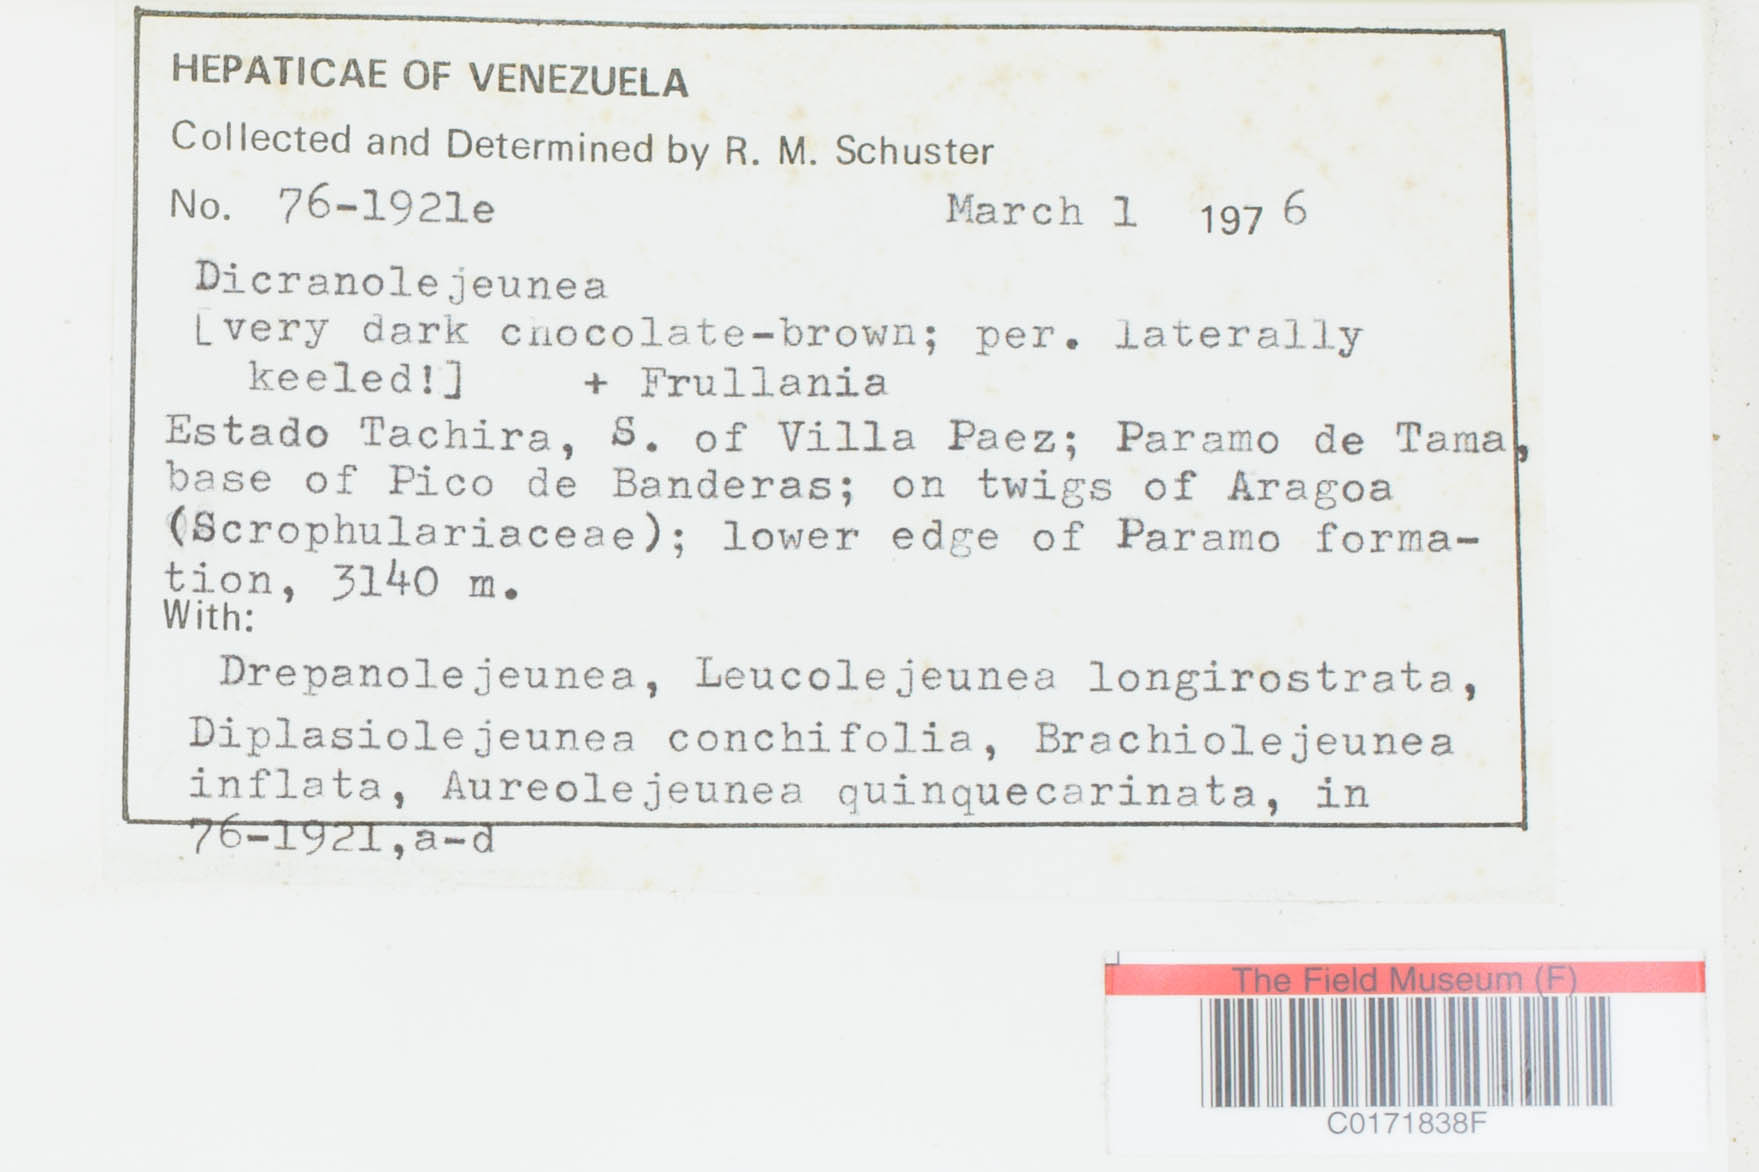 HEPATICAE OF VENEZUELA
Collected and Determined by R. M. Schuster
No. 76-1921e March 1 1976
Dicranolejeunea
[very dark chocolate-brown; per. laterally
keeled!] + Frullania
Estado Tachira, S. of Villa Paez; Paramo de Tama,
base of Pico de Banderas; on twigs of Aragoa
(Scrophulariaceae); lower edge of Paramo forma-
tion, 3140 m.
With:
Drepanolejeunea, Leucolejeunea longirostrata,
Diplasiolejeunea conchifolia, Brachiolejeunea
inflata, Aureolejeunea quinquecarinata, in
76-1921,a-d
The Field Museum (F)
C0171838F